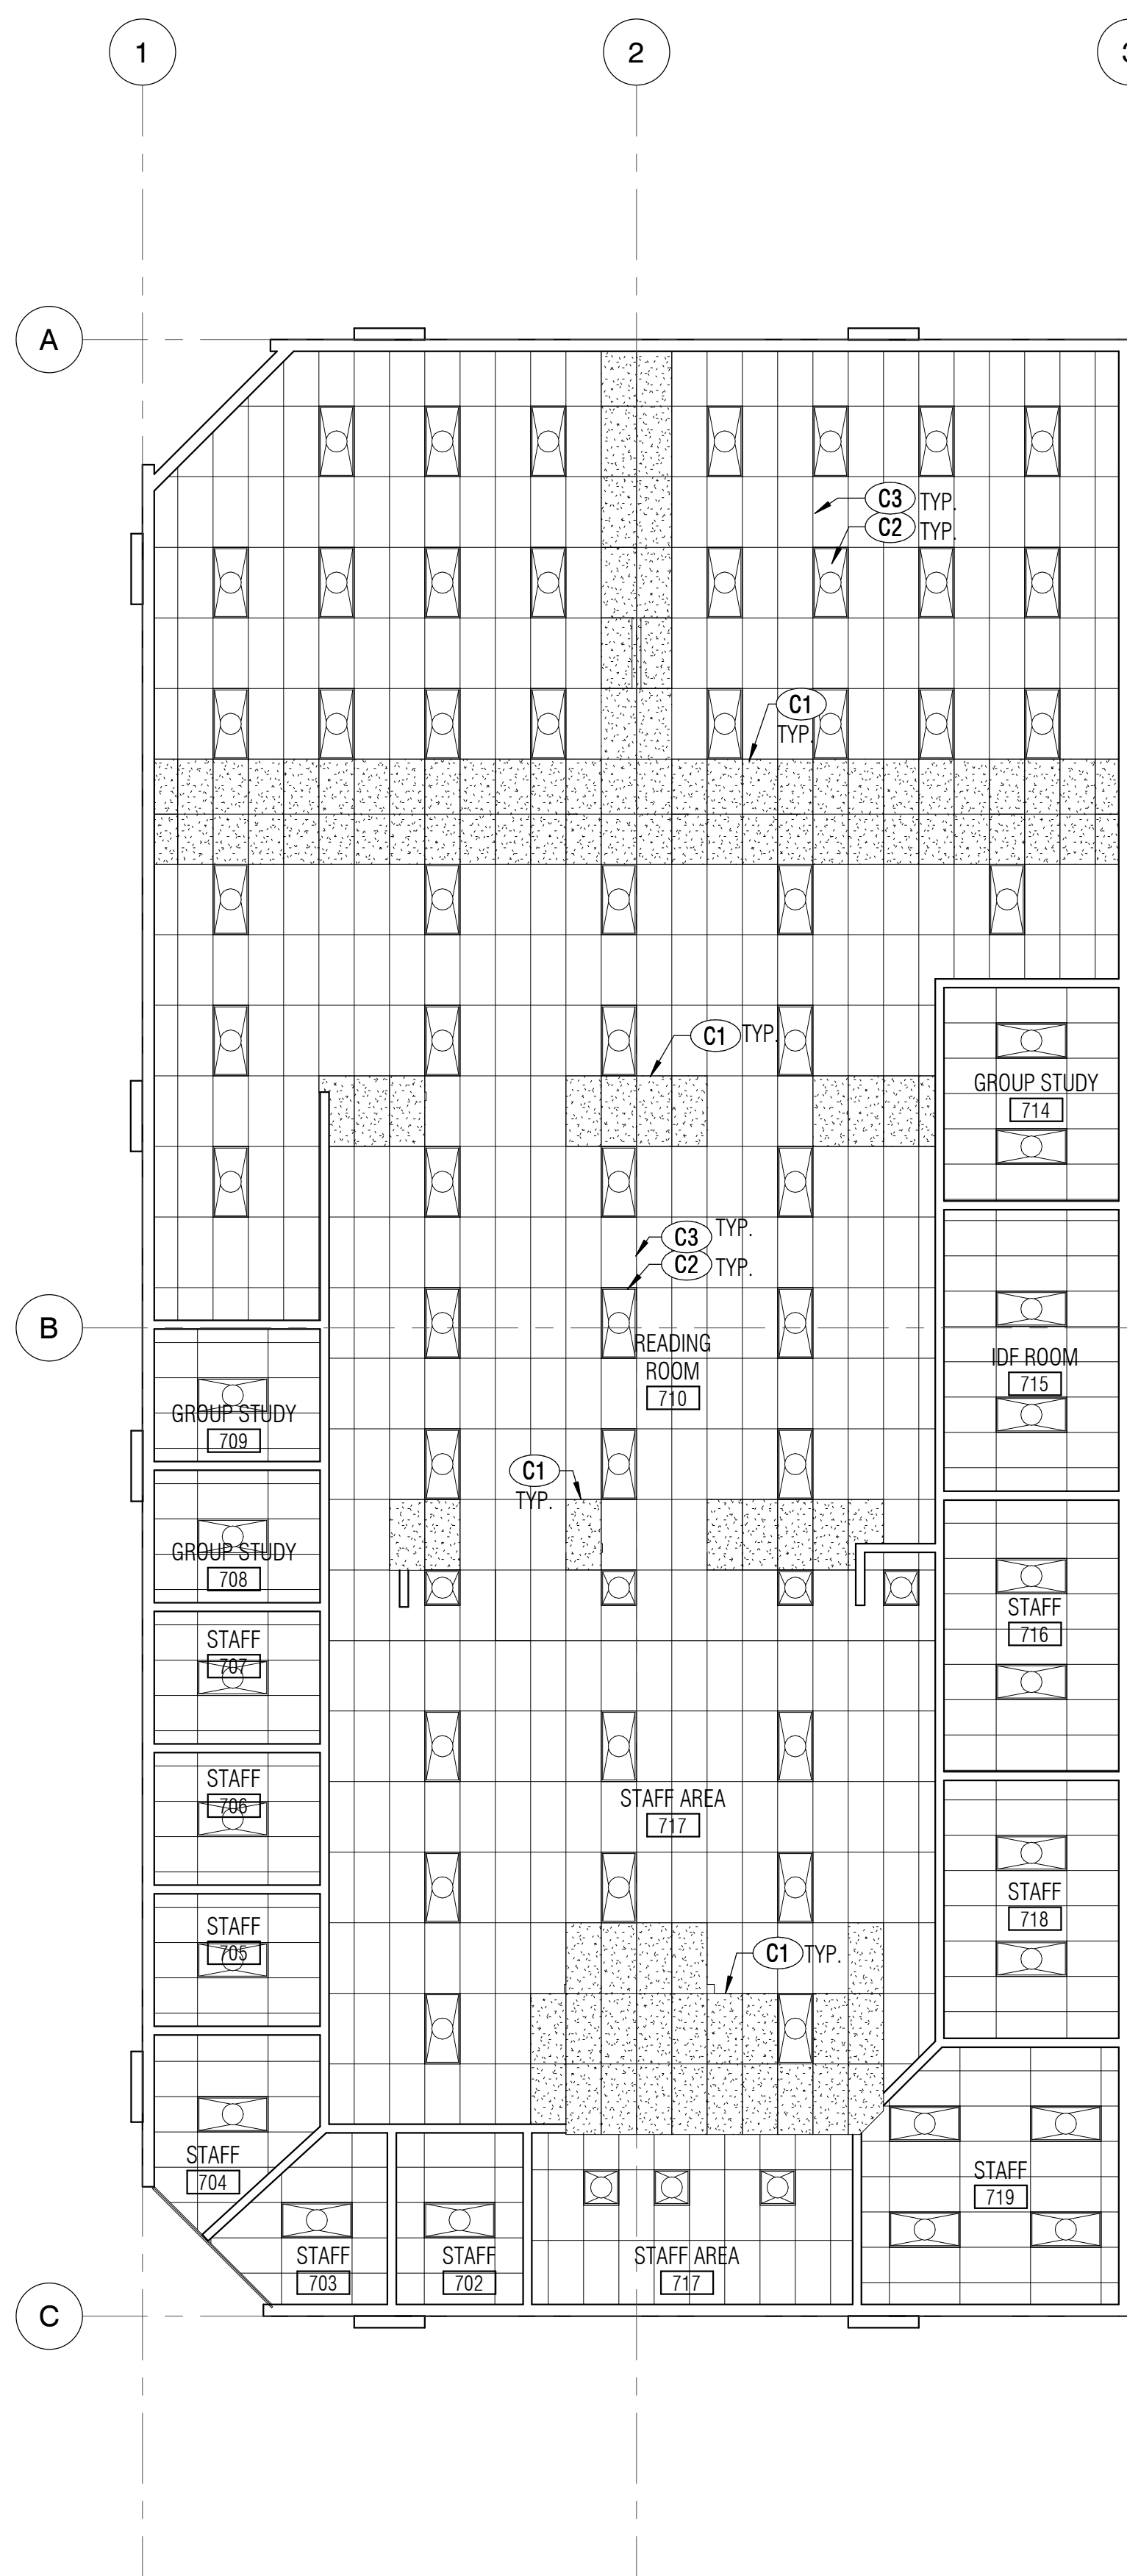 1
2
A
C3 TYP.
C2 TYP.
C1
TYP.
C1 TYP.
GROUP STUDY
714
C3 TYP.
C2 TYP.
B
READING
ROOM
710
IDF ROOM
715
GROUP STUDY
709
C1
TYP.
GROUP STUDY
708
STAFF
707
STAFF
716
STAFF
706
STAFF AREA
717
STAFF
705
STAFF
718
C1 TYP.
STAFF
704
STAFF
719
STAFF
703
STAFF
702
STAFF AREA
717
C